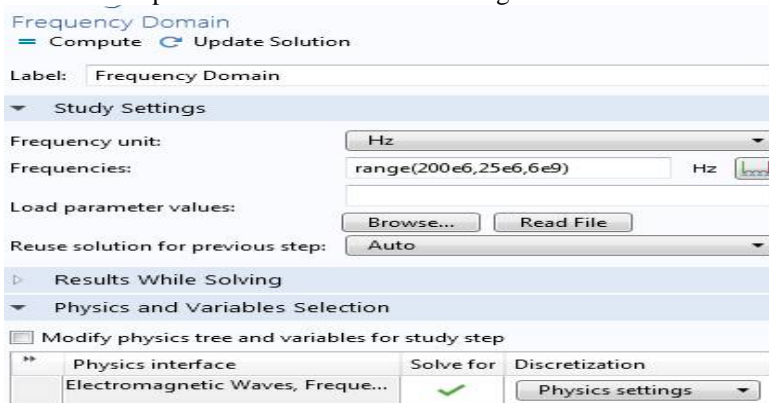 Frequency Domain
= Compute Update Solution
Label: Frequency Domain
Study Settings
Frequency unit: Hz
Frequencies: range(200e6,25e6,6e9) Hz
Load parameter values:
Browse... Read File
Reuse solution for previous step: Auto
Results While Solving
Physics and Variables Selection
Modify physics tree and variables for study step
Physics interface Solve for Discretization
Electromagnetic Waves, Freque... Physics settings